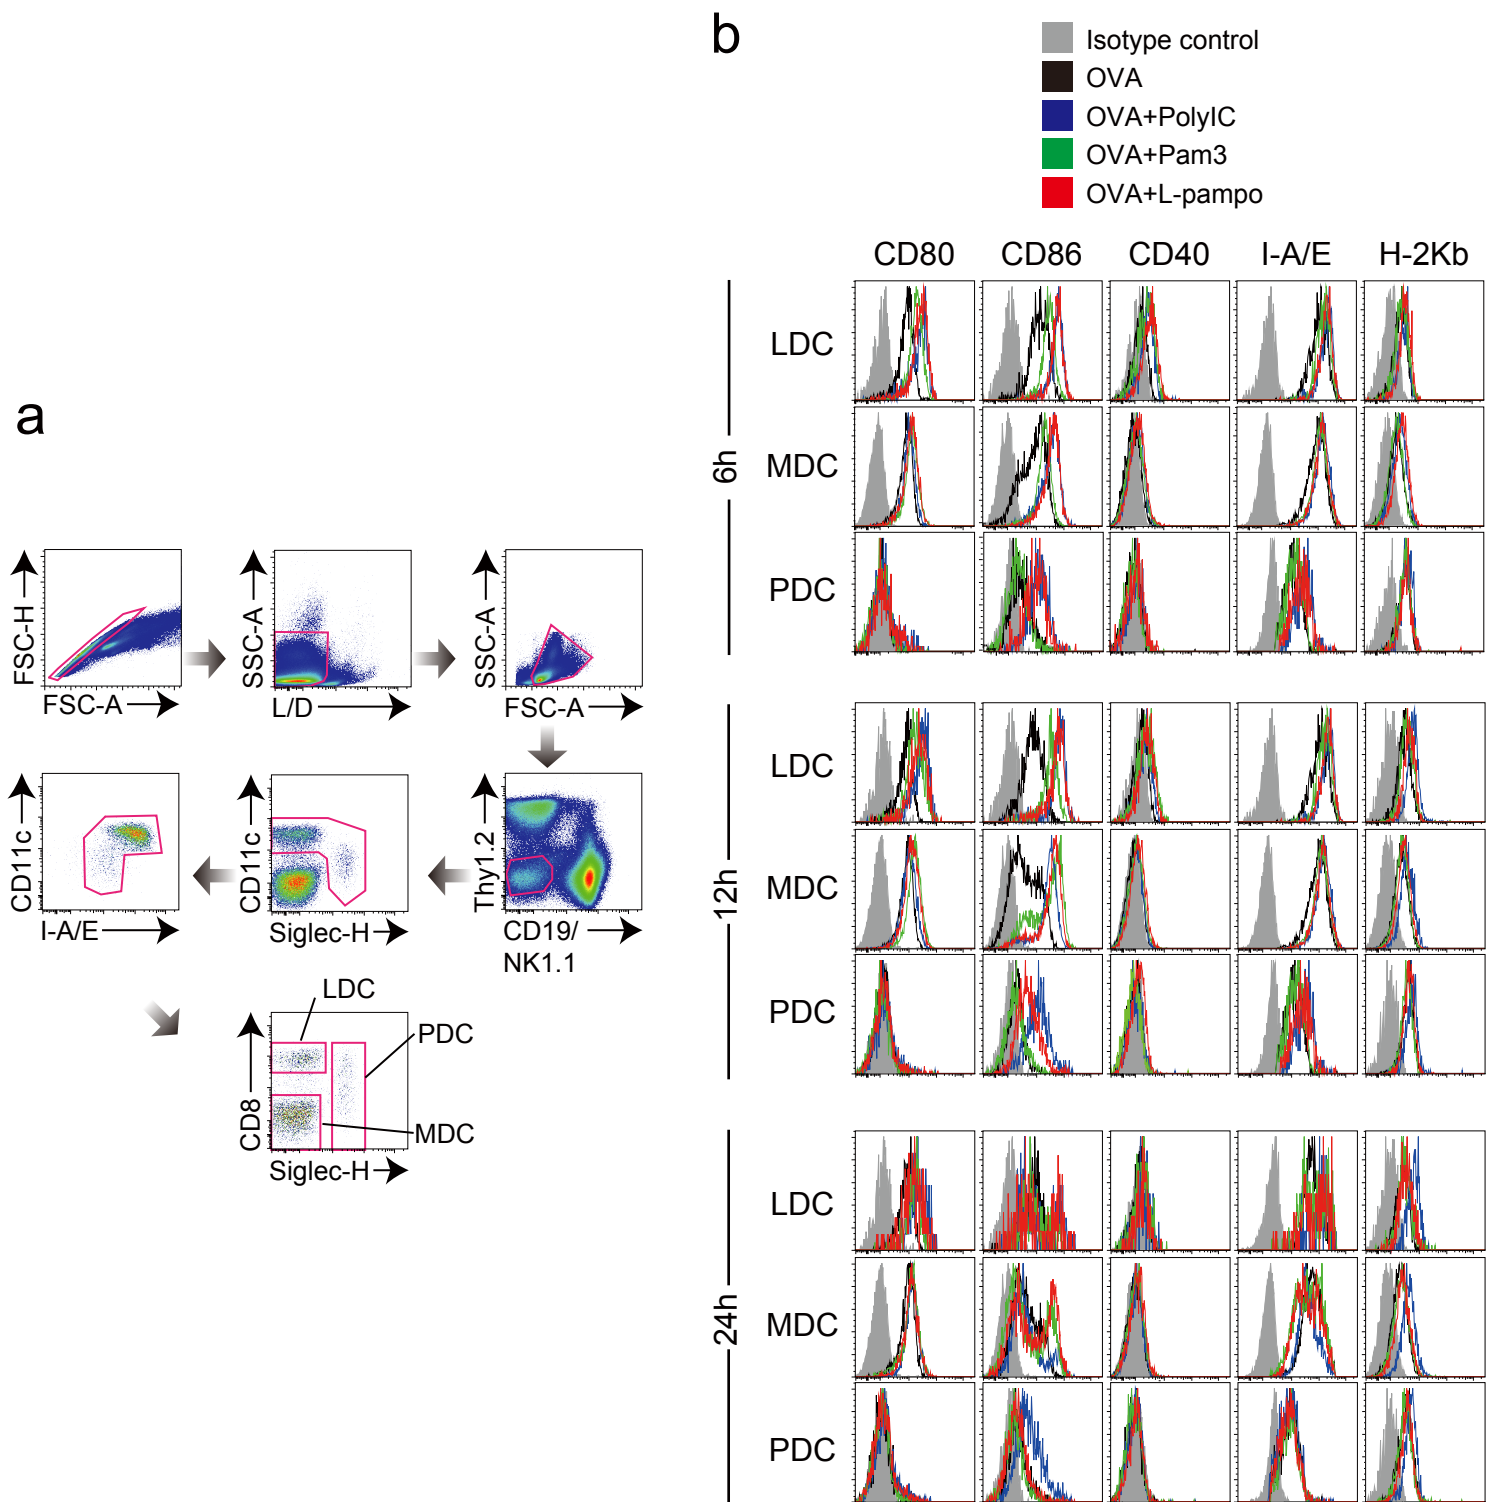 a
FSC-H
FSC-A
SSC-A
L/D
SSC-A
FSC-A
CD11c
I-A/E
CD11c
Siglec-H
Thy1.2
CD19/
NK1.1
LDC
PDC
MDC
CD8
Siglec-H
b
Isotype control
OVA
OVA+PolyIC
OVA+Pam3
OVA+L-pampo
CD80 CD86 CD40 I-A/E H-2Kb
6h
LDC
MDC
PDC
12h
LDC
MDC
PDC
24h
LDC
MDC
PDC